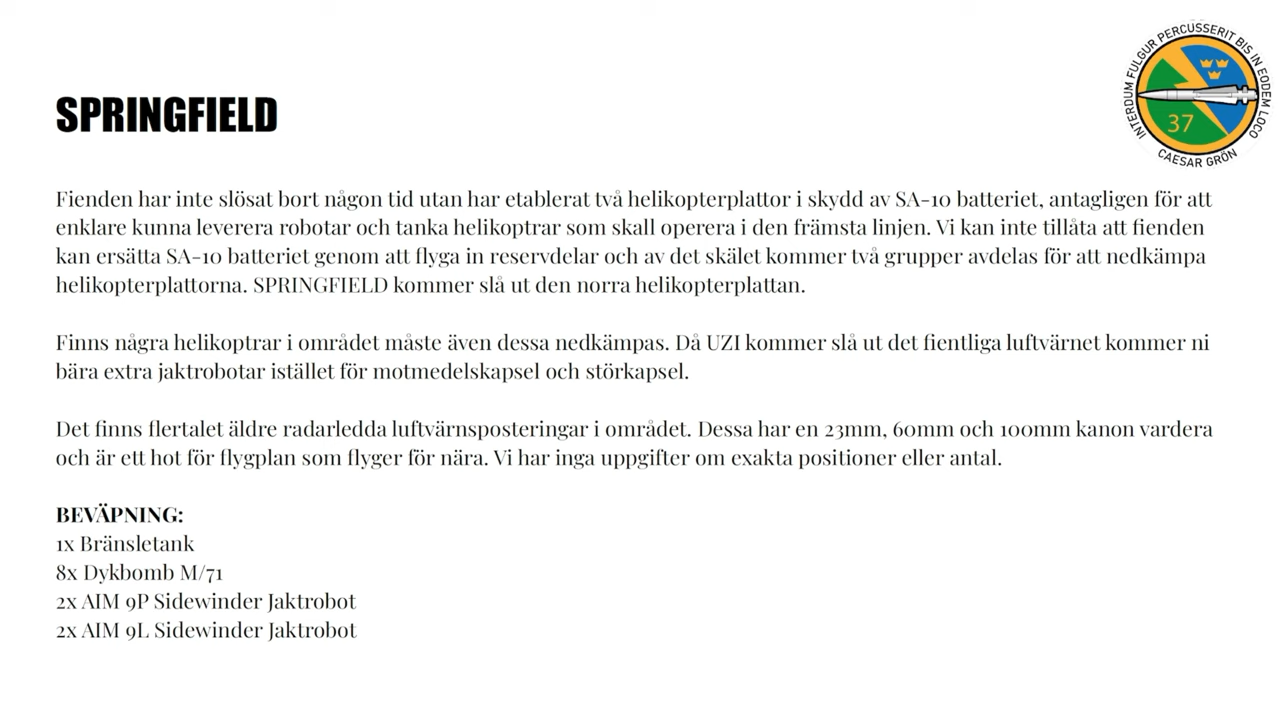 INTERDUM FULGUR PERCUSSERIT BIS IN EODEM LOCO
37
CAESAR GRÖN
SPRINGFIELD
Fienden har inte slösat bort någon tid utan har etablerat två helikopterplattor i skydd av SA-10 batteriet, antagligen för att
enklare kunna leverera robotar och tanka helikoptrar som skall operera i den främsta linjen. Vi kan inte tillåta att fienden
kan ersätta SA-10 batteriet genom att flyga in reservdelar och av det skälet kommer två grupper avdelas för att nedkämpa
helikopterplattorna. SPRINGFIELD kommer slå ut den norra helikopterplattan.
Finns några helikoptrar i området måste även dessa nedkämpas. Då UZI kommer slå ut det fientliga luftvärnet kommer ni
bära extra jaktrobotar istället för motmedelskapsel och störkapsel.
Det finns flertalet äldre radarledda luftvärnsposteringar i området. Dessa har en 23mm, 60mm och 100mm kanon vardera
och är ett hot för flygplan som flyger för nära. Vi har inga uppgifter om exakta positioner eller antal.
BEVÄPNING:
1x Bränsletank
8x Dykbomb M/71
2x AIM 9P Sidewinder Jaktrobot
2x AIM 9L Sidewinder Jaktrobot